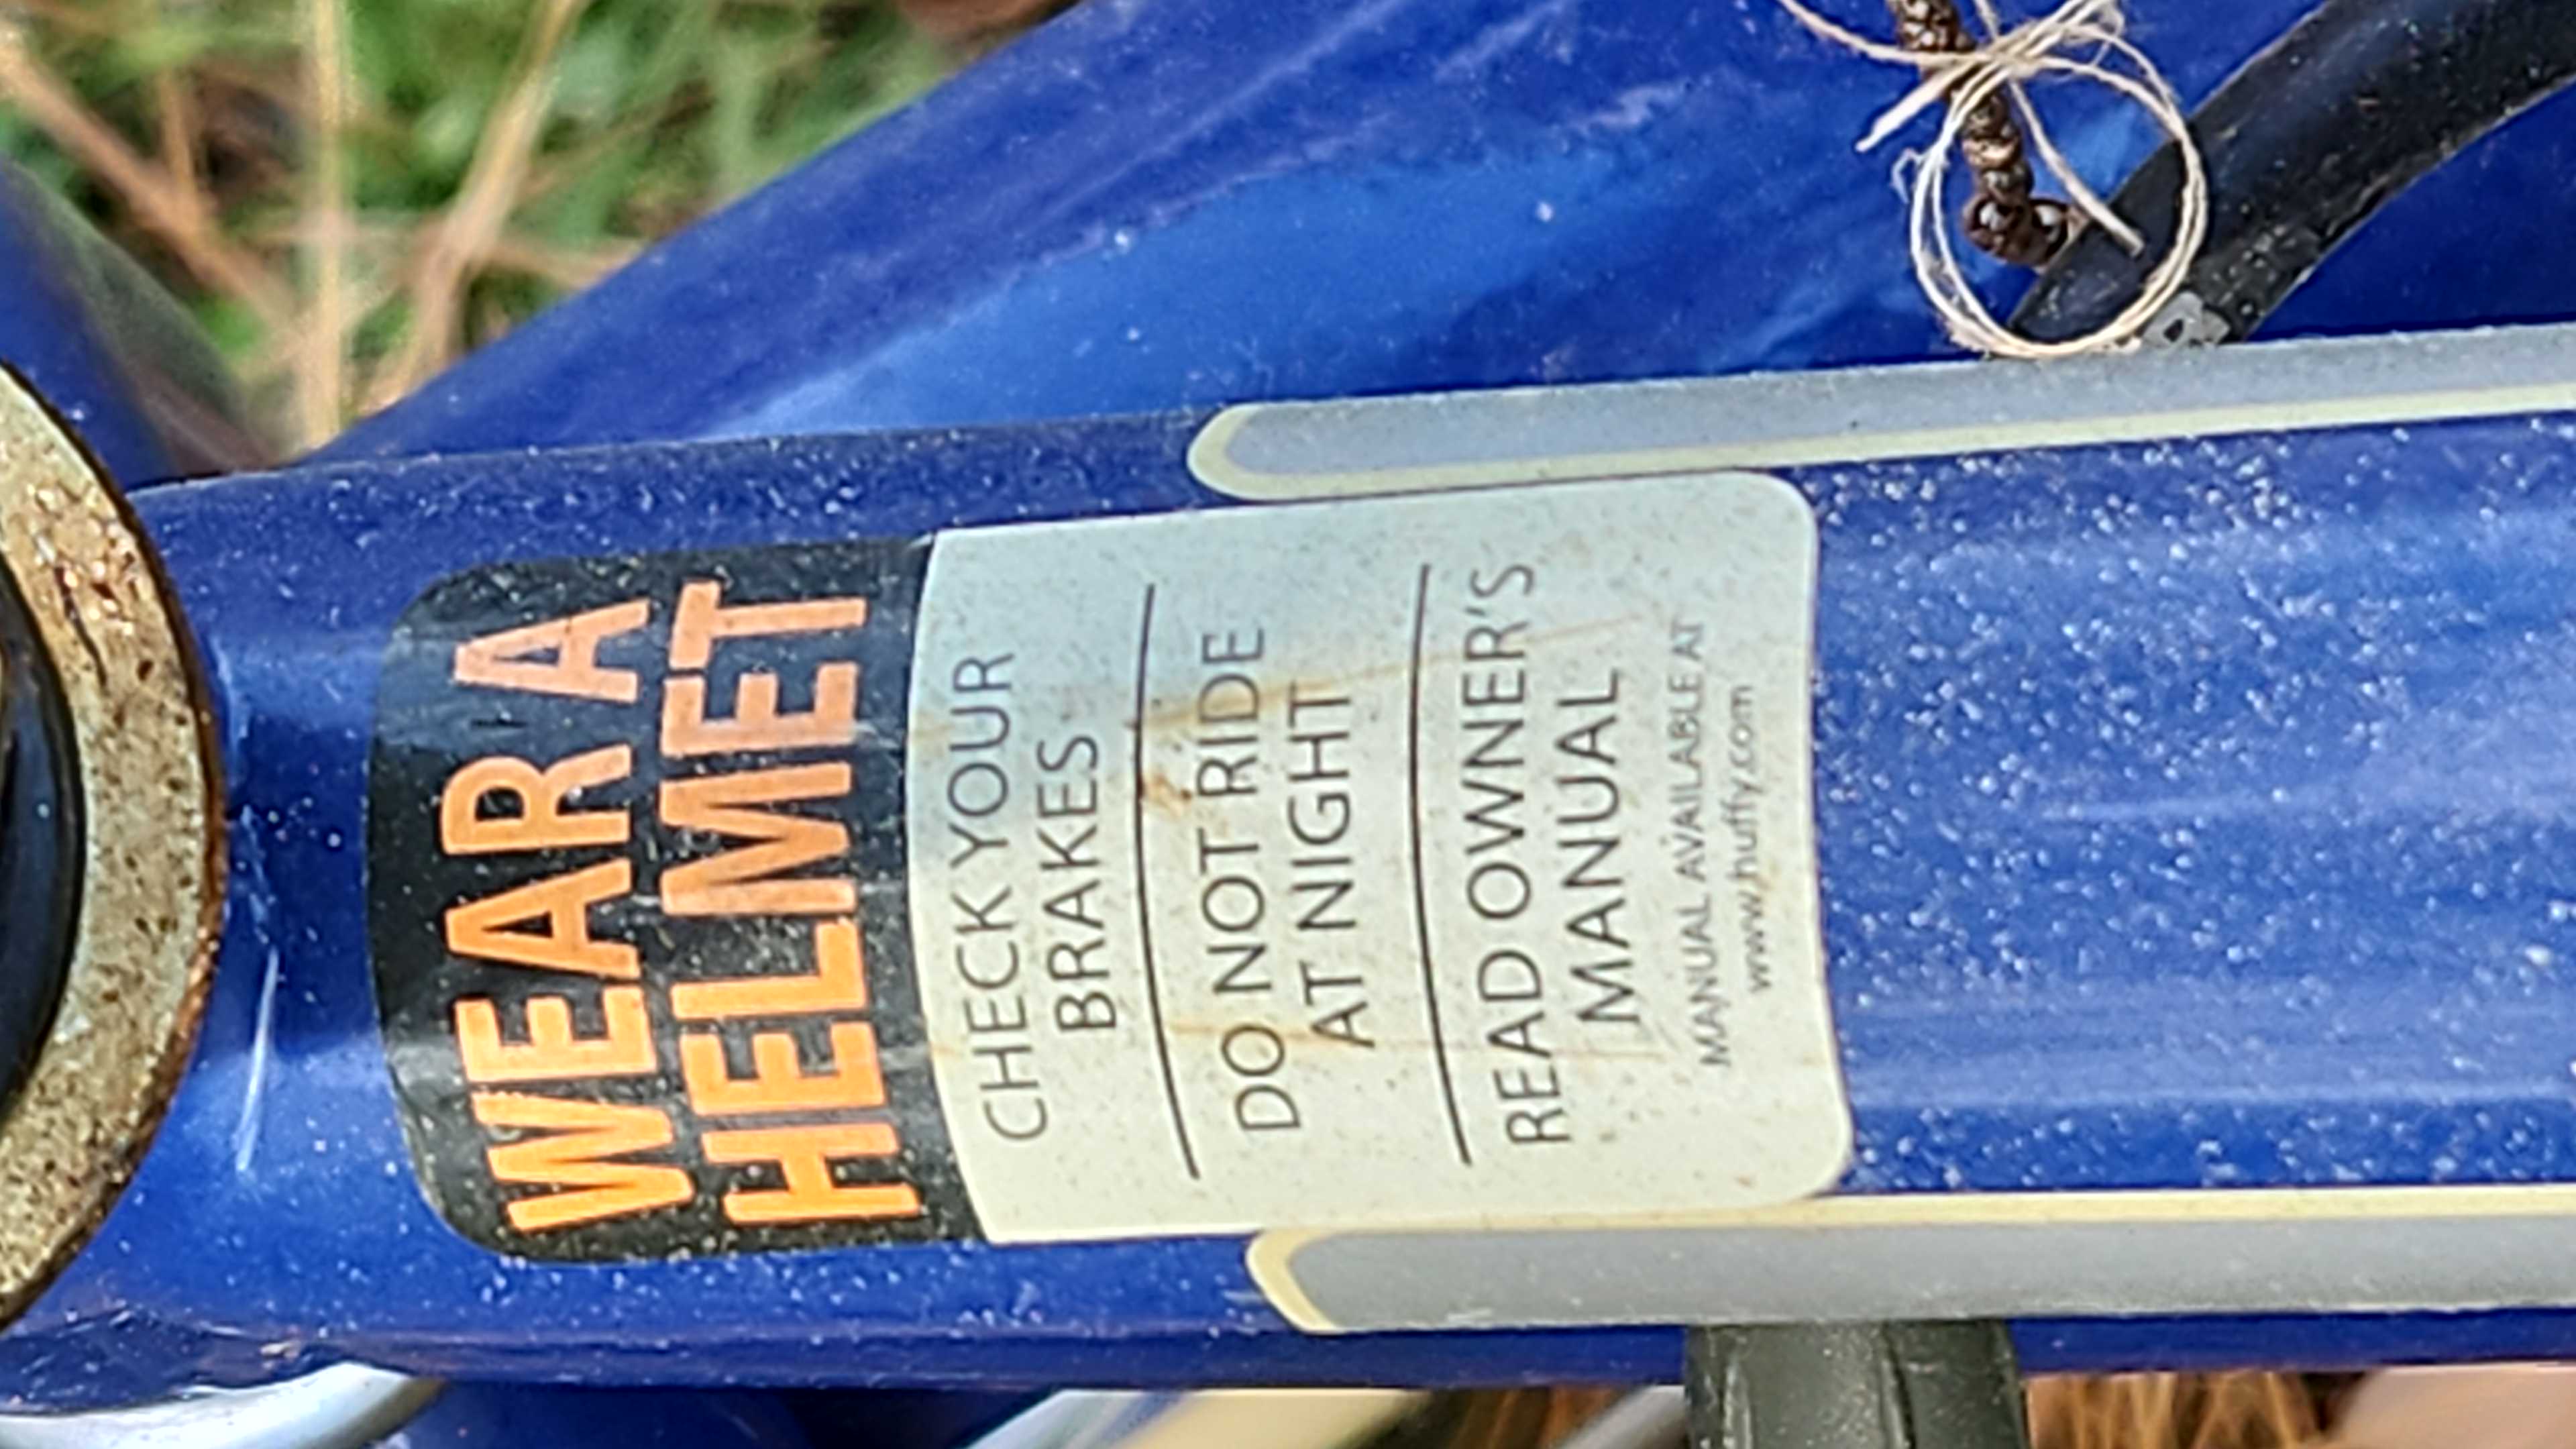 WEAR A
HELMET
CHECK YOUR
BRAKES
DO NOT RIDE
AT NIGHT
READ OWNER'S
MANUAL
MANUAL AVAILABLE AT
www.huffy.com